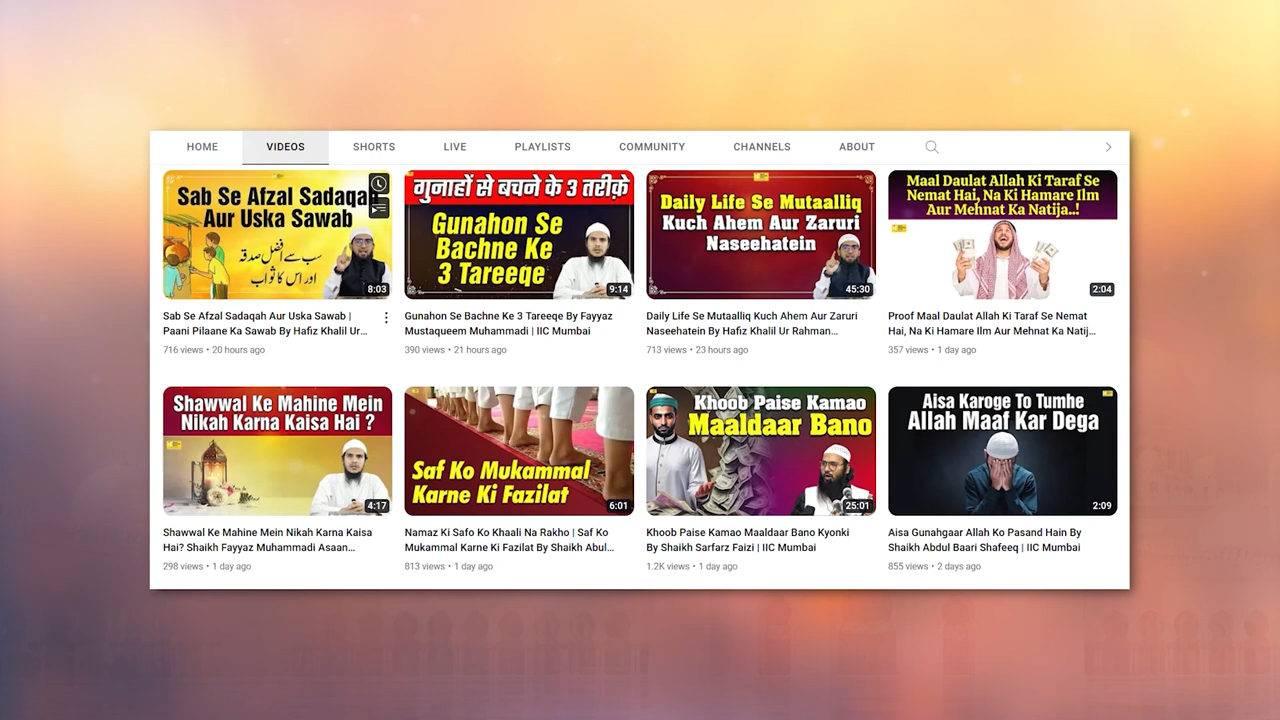 HOME VIDEOS SHORTS LIVE PLAYLISTS COMMUNITY CHANNELS ABOUT
Sab Se Afzal Sadaqah
Aur Uska Sawab
سب سے افضل صدقہ
اور اس کا ثواب
8:03
गुनाहों से बचने के 3 तरीक़े
Gunahon Se
Bachne Ke
3 Tareeqe
9:14
Daily Life Se Mutaalliq
Kuch Ahem Aur Zaruri
Naseehatein
45:30
Maal Daulat Allah Ki Taraf Se
Nemat Hai, Na Ki Hamare Ilm
Aur Mehnat Ka Natija..!
2:04
Sab Se Afzal Sadaqah Aur Uska Sawab |
Paani Pilaane Ka Sawab By Hafiz Khalil Ur...
716 views • 20 hours ago
Gunahon Se Bachne Ke 3 Tareeqe By Fayyaz
Mustaqueem Muhammadi | IIC Mumbai
390 views • 21 hours ago
Daily Life Se Mutaalliq Kuch Ahem Aur Zaruri
Naseehatein By Hafiz Khalil Ur Rahman...
713 views • 23 hours ago
Proof Maal Daulat Allah Ki Taraf Se Nemat
Hai, Na Ki Hamare Ilm Aur Mehnat Ka Natij...
357 views • 1 day ago
Shawwal Ke Mahine Mein
Nikah Karna Kaisa Hai ?
4:17
Saf Ko Mukammal
Karne Ki Fazilat
6:01
Khoob Paise Kamao
Maaldaar Bano
25:01
Aisa Karoge To Tumhe
Allah Maaf Kar Dega
2:09
Shawwal Ke Mahine Mein Nikah Karna Kaisa
Hai? Shaikh Fayyaz Muhammadi Asaan...
298 views • 1 day ago
Namaz Ki Safo Ko Khaali Na Rakho | Saf Ko
Mukammal Karne Ki Fazilat By Shaikh Abul...
813 views • 1 day ago
Khoob Paise Kamao Maaldaar Bano Kyonki
By Shaikh Sarfarz Faizi | IIC Mumbai
1.2K views • 1 day ago
Aisa Gunahgaar Allah Ko Pasand Hain By
Shaikh Abdul Baari Shafeeq | IIC Mumbai
855 views • 2 days ago